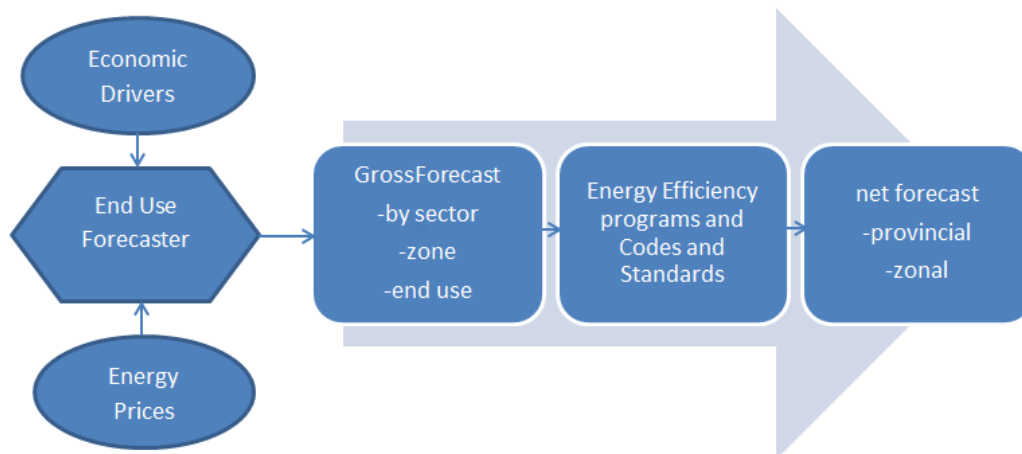 Economic
Drivers
End Use
Forecaster
Energy
Prices
GrossForecast
-by sector
-zone
-end use
Energy Efficiency
programs and
Codes and
Standards
net forecast
-provincial
-zonal